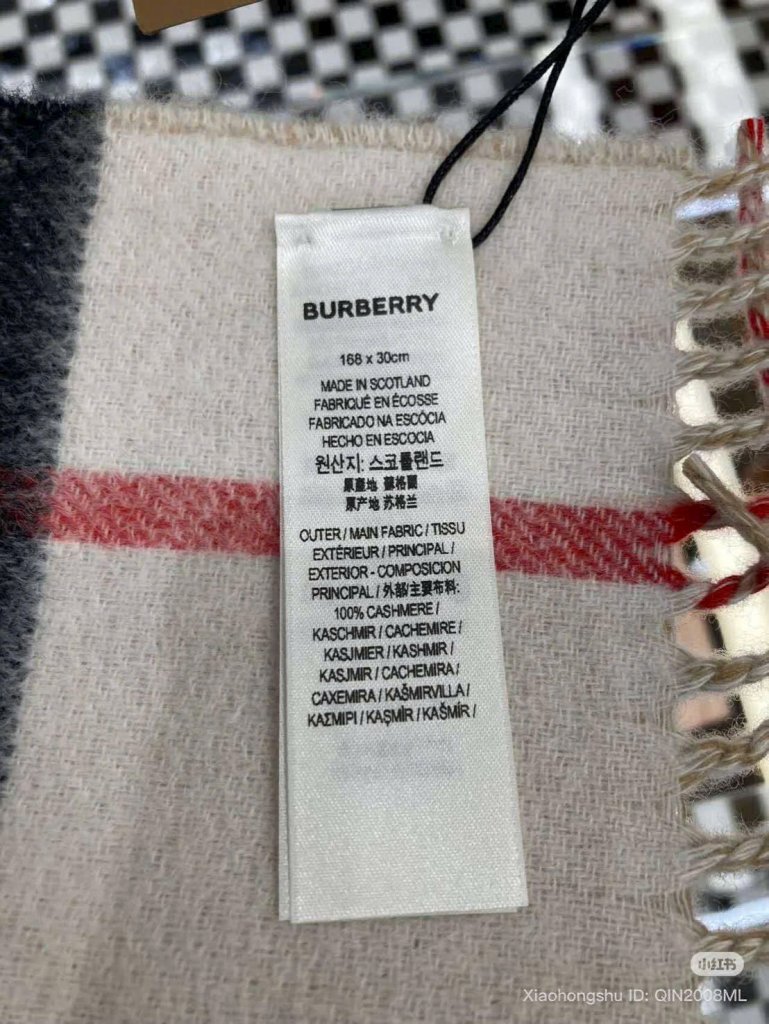 BURBERRY
168 x 30cm
MADE IN SCOTLAND
FABRIQUÉ EN ÉCOSSE
FABRICADO NA ESCÓCIA
HECHO EN ESCOCIA
원산지: 스코틀랜드
原產地 蘇格蘭
原产地 苏格兰
OUTER / MAIN FABRIC / TISSU
EXTÉRIEUR / PRINCIPAL /
EXTERIOR - COMPOSICION
PRINCIPAL / 外部/主要布料:
100% CASHMERE /
KASCHMIR / CACHEMIRE /
KASJMIER / KASHMIR /
KASJMIR / CACHEMIRA /
CAXEMIRA / KAŠMIRVILLA /
ΚΑΣΜΙΡΙ / KAŞMİR / KAŠMÍR /
小红书
Xiaohongshu ID: QIN2008ML